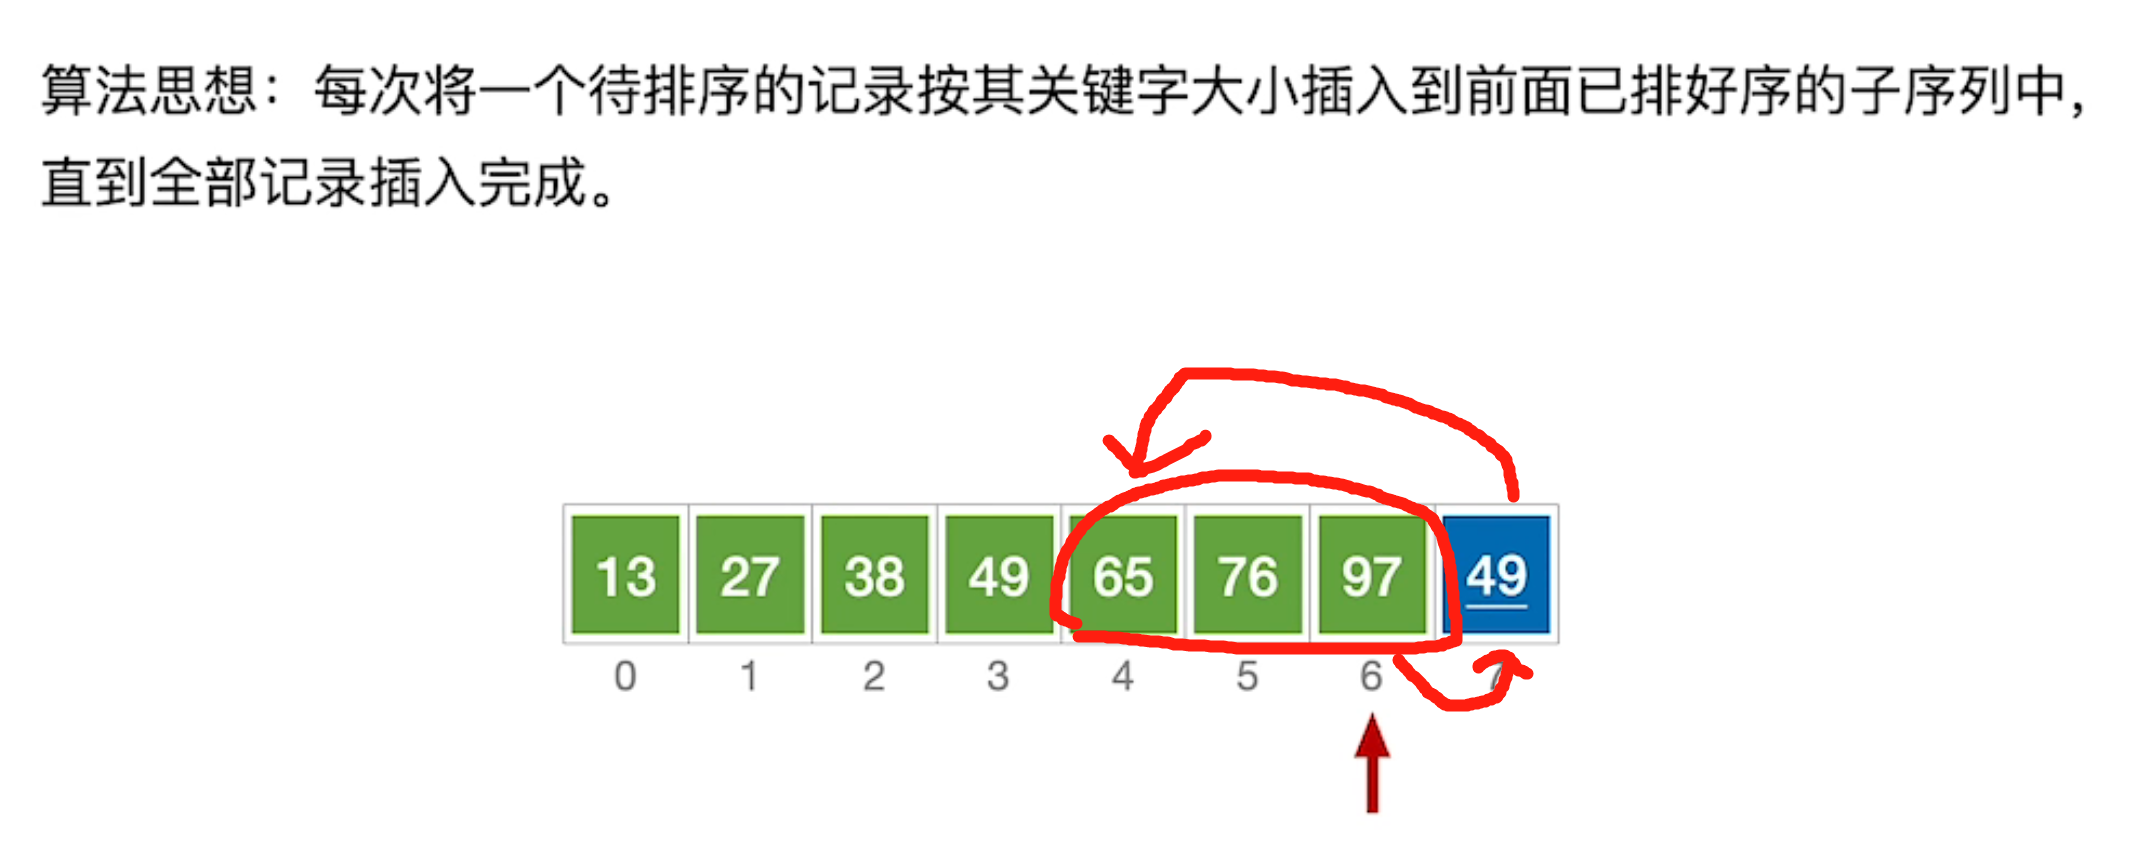 算法思想：每次将一个待排序的记录按其关键字大小插入到前面已排好序的子序列中，
直到全部记录插入完成。
13 27 38 49 65 76 97 49
0 1 2 3 4 5 6 7